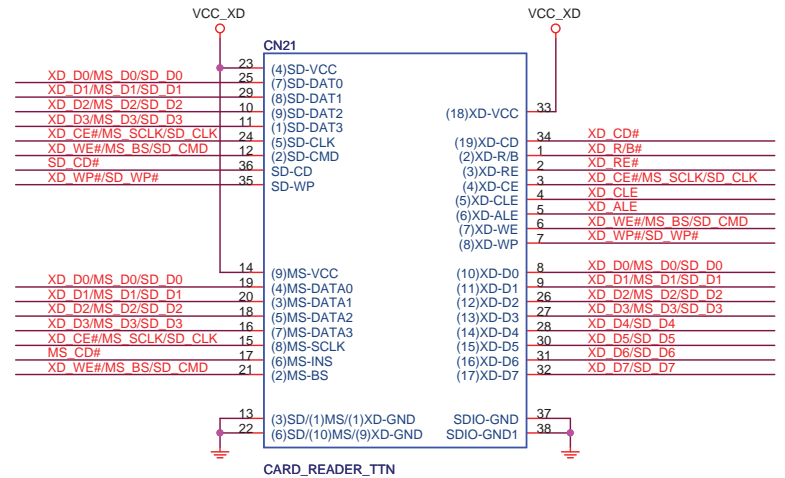 VCC_XD VCC_XD
CN21
23 (4)SD-VCC
XD_D0/MS_D0/SD_D0 25 (7)SD-DAT0
XD_D1/MS_D1/SD_D1 29 (8)SD-DAT1
XD_D2/MS_D2/SD_D2 10 (9)SD-DAT2
XD_D3/MS_D3/SD_D3 11 (1)SD-DAT3
XD_CE#/MS_SCLK/SD_CLK 24 (5)SD-CLK
XD_WE#/MS_BS/SD_CMD 12 (2)SD-CMD
SD_CD# 36 SD-CD
XD_WP#/SD_WP# 35 SD-WP
(18)XD-VCC 33
(19)XD-CD 34 XD_CD#
(2)XD-R/B 1 XD_R/B#
(3)XD-RE 2 XD_RE#
(4)XD-CE 3 XD_CE#/MS_SCLK/SD_CLK
(5)XD-CLE 4 XD_CLE
(6)XD-ALE 5 XD_ALE
(7)XD-WE 6 XD_WE#/MS_BS/SD_CMD
(8)XD-WP 7 XD_WP#/SD_WP#
14 (9)MS-VCC
XD_D0/MS_D0/SD_D0 19 (4)MS-DATA0
XD_D1/MS_D1/SD_D1 20 (3)MS-DATA1
XD_D2/MS_D2/SD_D2 18 (5)MS-DATA2
XD_D3/MS_D3/SD_D3 16 (7)MS-DATA3
XD_CE#/MS_SCLK/SD_CLK 15 (8)MS-SCLK
MS_CD# 17 (6)MS-INS
XD_WE#/MS_BS/SD_CMD 21 (2)MS-BS
(10)XD-D0 8 XD_D0/MS_D0/SD_D0
(11)XD-D1 9 XD_D1/MS_D1/SD_D1
(12)XD-D2 26 XD_D2/MS_D2/SD_D2
(13)XD-D3 27 XD_D3/MS_D3/SD_D3
(14)XD-D4 28 XD_D4/SD_D4
(15)XD-D5 30 XD_D5/SD_D5
(16)XD-D6 31 XD_D6/SD_D6
(17)XD-D7 32 XD_D7/SD_D7
13 (3)SD/(1)MS/(1)XD-GND SDIO-GND 37
22 (6)SD/(10)MS/(9)XD-GND SDIO-GND1 38
CARD_READER_TTN